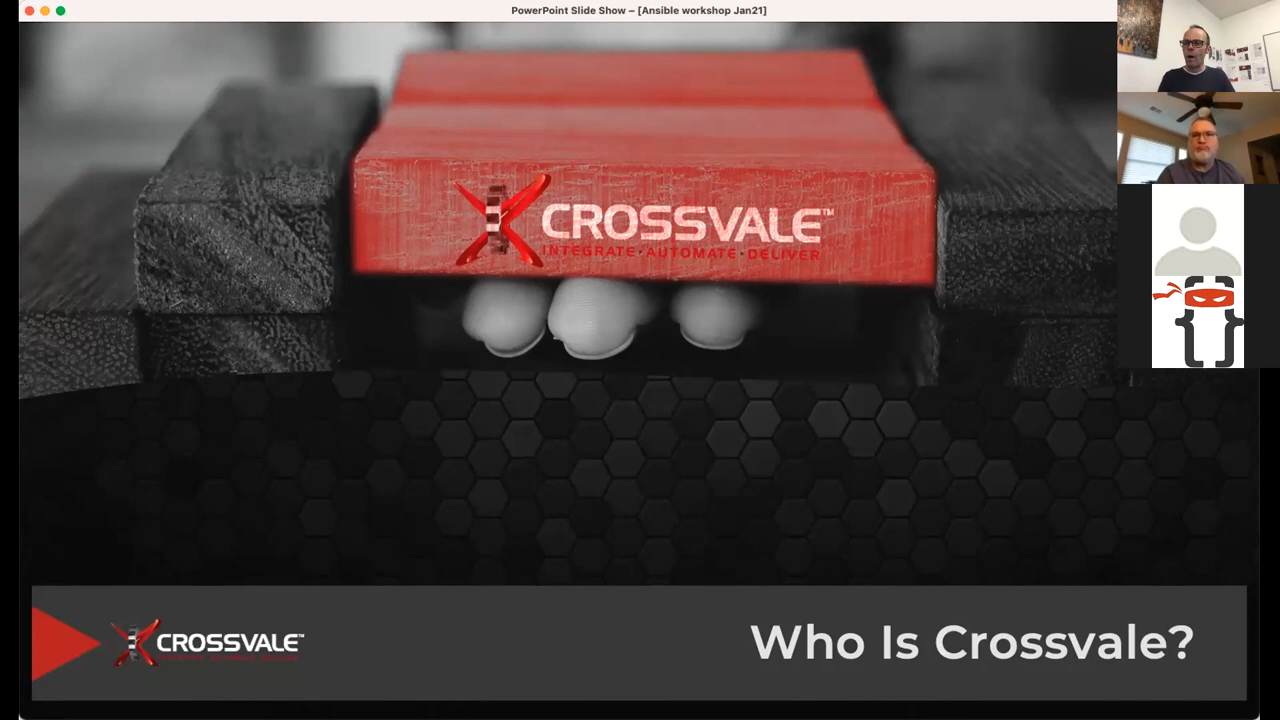 PowerPoint Slide Show – [Ansible workshop Jan21]
CROSSVALE™
INTEGRATE·AUTOMATE·DELIVER
CROSSVALE™
Who Is Crossvale?